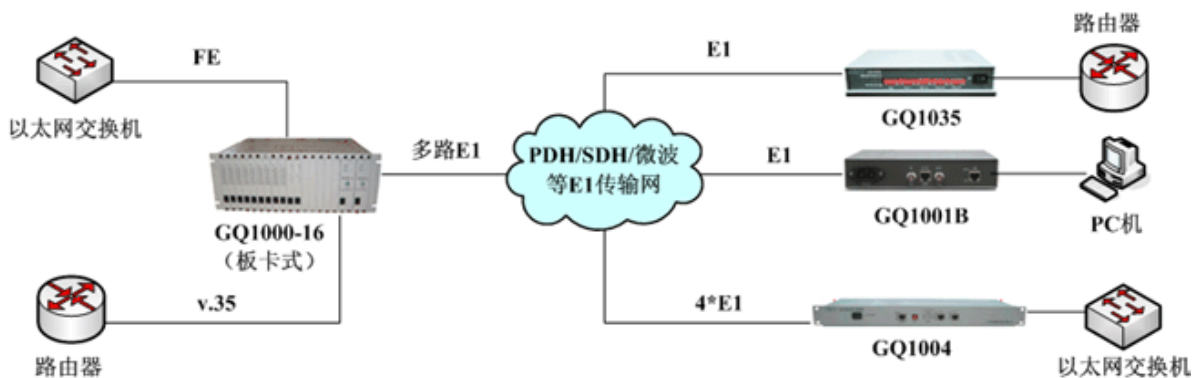 FE
以太网交换机
GQ1000-16
（板卡式）
v.35
路由器
多路E1
PDH/SDH/微波
等E1传输网
E1
GQ1035
路由器
E1
GQ1001B
PC机
4*E1
GQ1004
以太网交换机